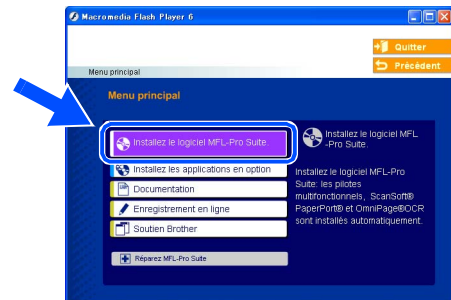 Macromedia Flash Player 6
Quitter
Précédent
Menu principal
Menu principal
Installez le logiciel MFL-Pro Suite.
Installez les applications en option
Documentation
Enregistrement en ligne
Soutien Brother
Réparez MFL-Pro Suite
Installez le logiciel MFL
-Pro Suite.
Installez le logiciel MFL-Pro
Suite: les pilotes
multifonctionnels, ScanSoft®
PaperPort® et OmniPage®OCR
sont installés automatiquement.